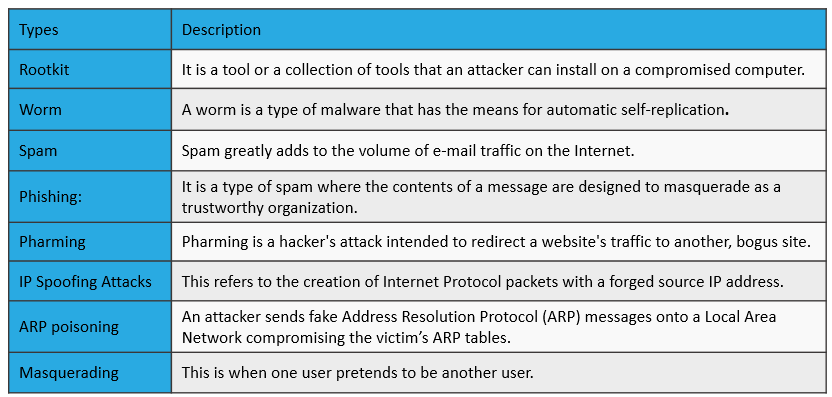 Types
Description
Rootkit
It is a tool or a collection of tools that an attacker can install on a compromised computer.
Worm
A worm is a type of malware that has the means for automatic self-replication.
Spam
Spam greatly adds to the volume of e-mail traffic on the Internet.
Phishing:
It is a type of spam where the contents of a message are designed to masquerade as a
trustworthy organization.
Pharming
Pharming is a hacker's attack intended to redirect a website's traffic to another, bogus site.
IP Spoofing Attacks
This refers to the creation of Internet Protocol packets with a forged source IP address.
ARP poisoning
An attacker sends fake Address Resolution Protocol (ARP) messages onto a Local Area
Network compromising the victim’s ARP tables.
Masquerading
This is when one user pretends to be another user.